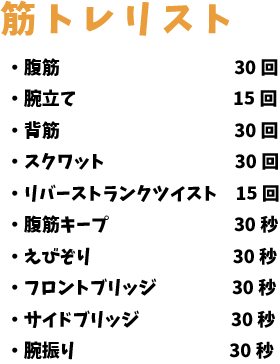 筋トレリスト
・腹筋 30 回
・腕立て 15 回
・背筋 30 回
・スクワット 30 回
・リバーストランクツイスト 15 回
・腹筋キープ 30 秒
・えびぞり 30 秒
・フロントブリッジ 30 秒
・サイドブリッジ 30 秒
・腕振り 30 秒